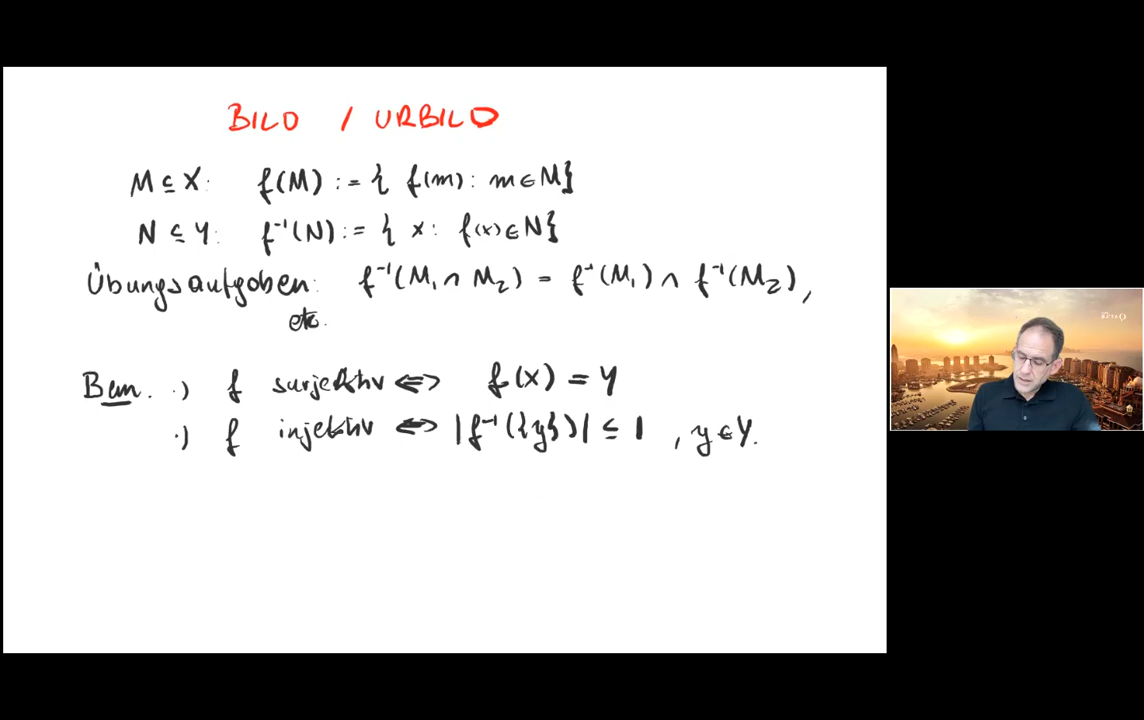 BILD / URBILD
M ⊆ X: f(M) := { f(m) : m ∈ M}
N ⊆ Y: f⁻¹(N) := { x : f(x) ∈ N}
Übungsaufgaben: f⁻¹(M₁ ∩ M₂) = f⁻¹(M₁) ∩ f⁻¹(M₂),
etc.
Bem. ·) f surjektiv ⇔ f(X) = Y
·) f injektiv ⇔ |f⁻¹({y})| ≤ 1 , y ∈ Y.